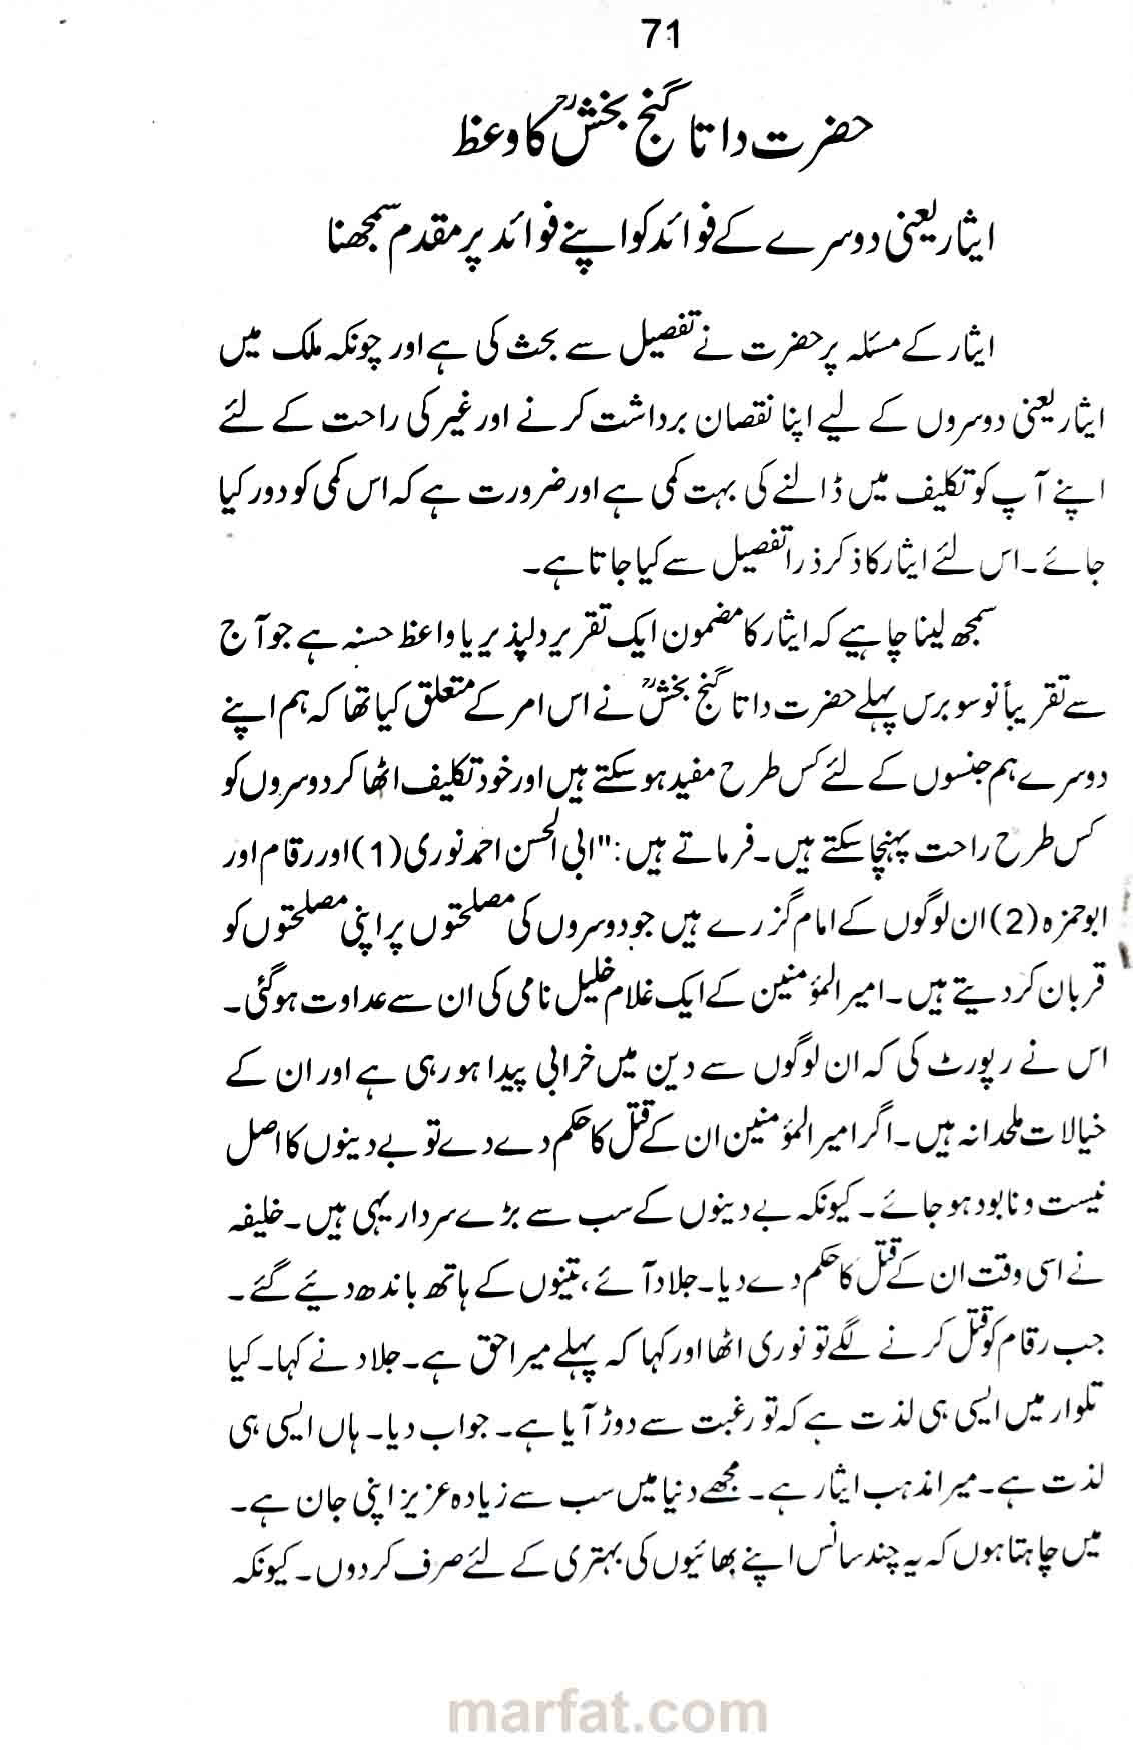 71
حضرت داتا گنج بخشؒ کا وعظ
ایثار یعنی دوسرے کے فوائد کو اپنے فوائد پر مقدم سمجھنا
ایثار کے مسئلہ پر حضرت نے تفصیل سے بحث کی ہے اور چونکہ ملک میں
ایثار یعنی دوسروں کے لیے اپنا نقصان برداشت کرنے اور غیر کی راحت کے لئے
اپنے آپ کو تکلیف میں ڈالنے کی بہت کمی ہے اور ضرورت ہے کہ اس کمی کو دور کیا
جائے۔ اس لئے ایثار کا ذکر ذرا تفصیل سے کیا جاتا ہے۔
سمجھ لینا چاہیے کہ ایثار کا مضمون ایک تقریر دلپذیر یا واعظ حسنہ ہے جو آج
سے تقریباً نو سو برس پہلے حضرت داتا گنج بخشؒ نے اس امر کے متعلق کیا تھا کہ ہم اپنے
دوسرے ہم جنسوں کے لئے کس طرح مفید ہو سکتے ہیں اور خود تکلیف اٹھا کر دوسروں کو
کس طرح راحت پہنچا سکتے ہیں۔ فرماتے ہیں: "ابی الحسن احمد نوری (1) اور رقام اور
ابوحمزہ (2) ان لوگوں کے امام گزرے ہیں جو دوسروں کی مصلحتوں پر اپنی مصلحتوں کو
قربان کر دیتے ہیں۔ امیر المؤمنین کے ایک غلام خلیل نامی کی ان سے عداوت ہو گئی۔
اس نے رپورٹ کی کہ ان لوگوں سے دین میں خرابی پیدا ہو رہی ہے اور ان کے
خیالات ملحدانہ ہیں۔ اگر امیر المؤمنین ان کے قتل کا حکم دے دے تو بے دینوں کا اصل
نیست و نابود ہو جائے۔ کیونکہ بے دینوں کے سب سے بڑے سردار یہی ہیں۔ خلیفہ
نے اسی وقت ان کے قتل کا حکم دے دیا۔ جلاد آئے، تینوں کے ہاتھ باندھ دیئے گئے۔
جب رقام کو قتل کرنے لگے تو نوری اٹھا اور کہا کہ پہلے میرا حق ہے۔ جلاد نے کہا۔ کیا
تلوار میں ایسی ہی لذت ہے کہ تو رغبت سے دوڑ آیا ہے۔ جواب دیا۔ ہاں ایسی ہی
لذت ہے۔ میرا مذہب ایثار ہے۔ مجھے دنیا میں سب سے زیادہ عزیز اپنی جان ہے۔
میں چاہتا ہوں کہ یہ چند سانس اپنے بھائیوں کی بہتری کے لئے صرف کر دوں۔ کیونکہ
marfat.com